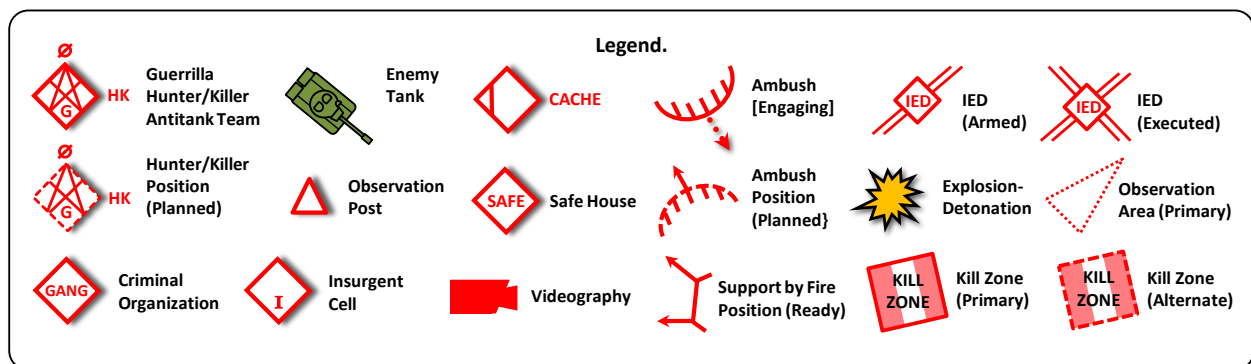 Legend.
Ø
G
HK
Guerrilla
Hunter/Killer
Antitank Team
Enemy
Tank
CACHE
Ambush
[Engaging]
IED
IED
(Armed)
IED
IED
(Executed)
Ø
G
HK
Hunter/Killer
Position
(Planned)
Observation
Post
SAFE
Safe House
Ambush
Position
(Planned}
Explosion-
Detonation
Observation
Area (Primary)
GANG
Criminal
Organization
I
Insurgent
Cell
Videography
Support by Fire
Position (Ready)
KILL
ZONE
Kill Zone
(Primary)
KILL
ZONE
Kill Zone
(Alternate)